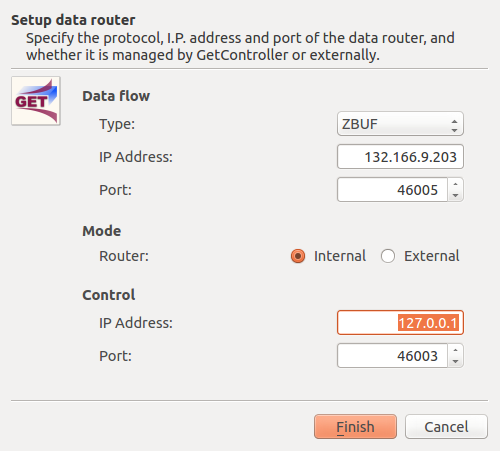 Setup data router
Specify the protocol, I.P. address and port of the data router, and
whether it is managed by GetController or externally.
GET
Data flow
Type: ZBUF
IP Address: 132.166.9.203
Port: 46005
Mode
Router: Internal External
Control
IP Address: 127.0.0.1
Port: 46003
Finish Cancel